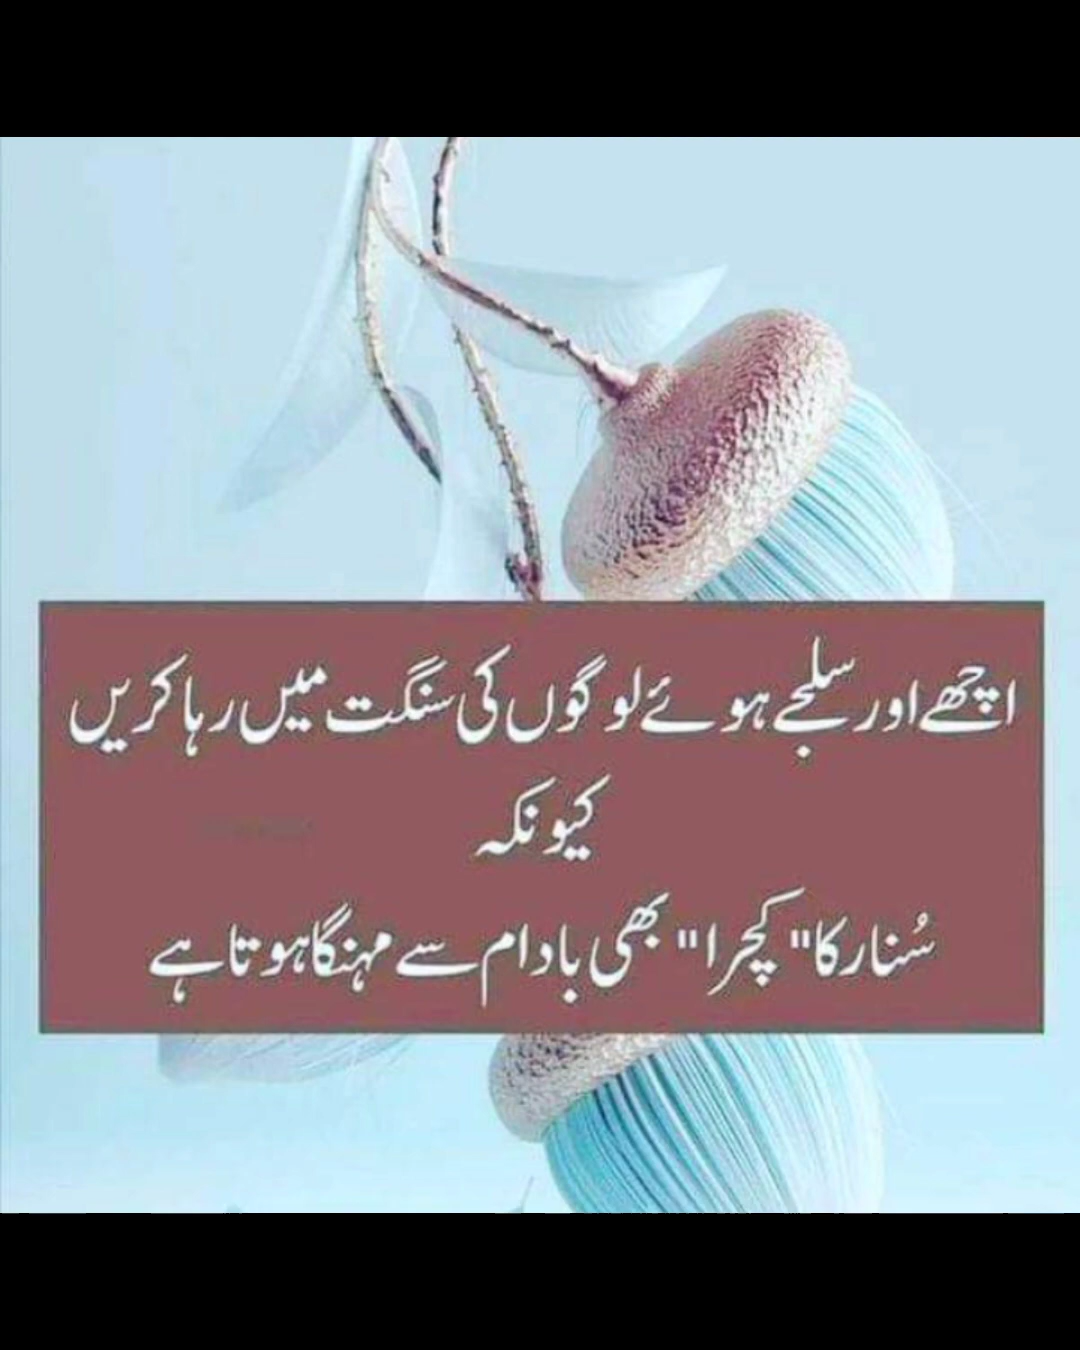 اچھے اور سلجے ہوئے لوگوں کی سنگت میں رہا کریں
کیونکہ
سُنار کا "کچرا" بھی بادام سے مہنگا ہوتا ہے